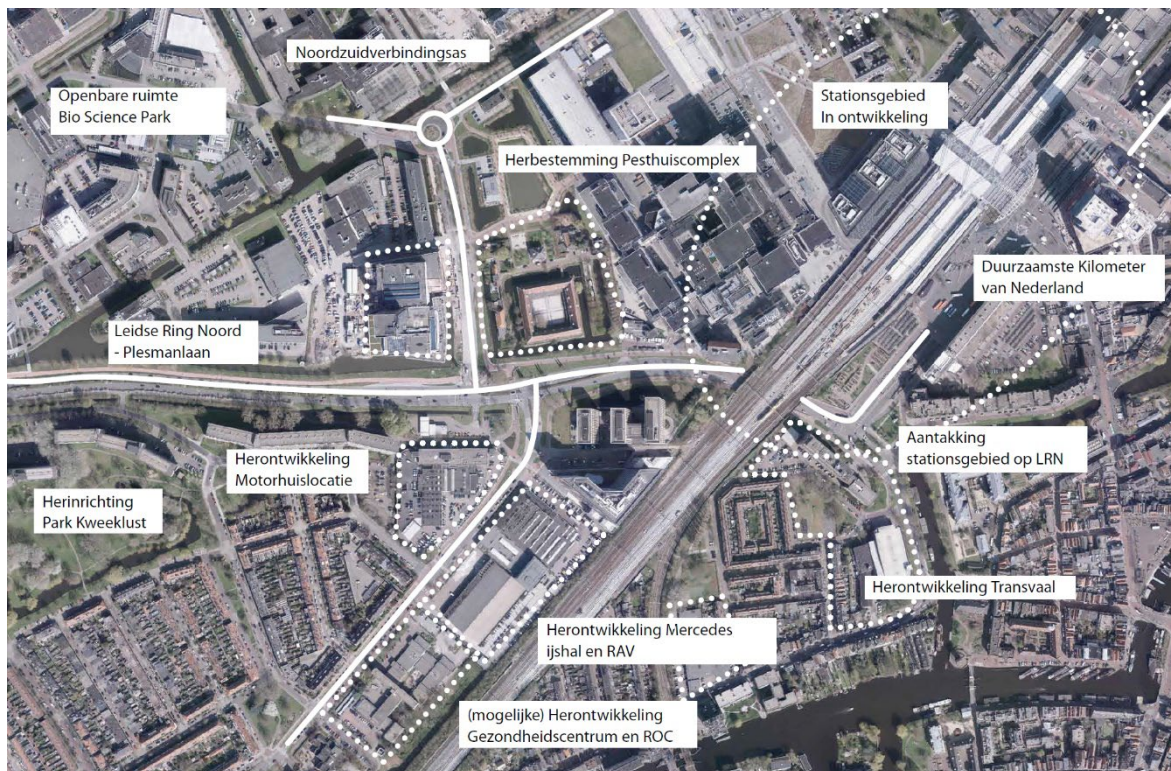 Noordzuidverbindingsas
Openbare ruimte
Bio Science Park
Stationsgebied
In ontwikkeling
Herbestemming Pesthuiscomplex
Duurzaamste Kilometer
van Nederland
Leidse Ring Noord
- Plesmanlaan
Herontwikkeling
Motorhuislocatie
Aantakking
stationsgebied op LRN
Herinrichting
Park Kweeklust
Herontwikkeling Transvaal
Herontwikkeling Mercedes
ijshal en RAV
(mogelijke) Herontwikkeling
Gezondheidscentrum en ROC